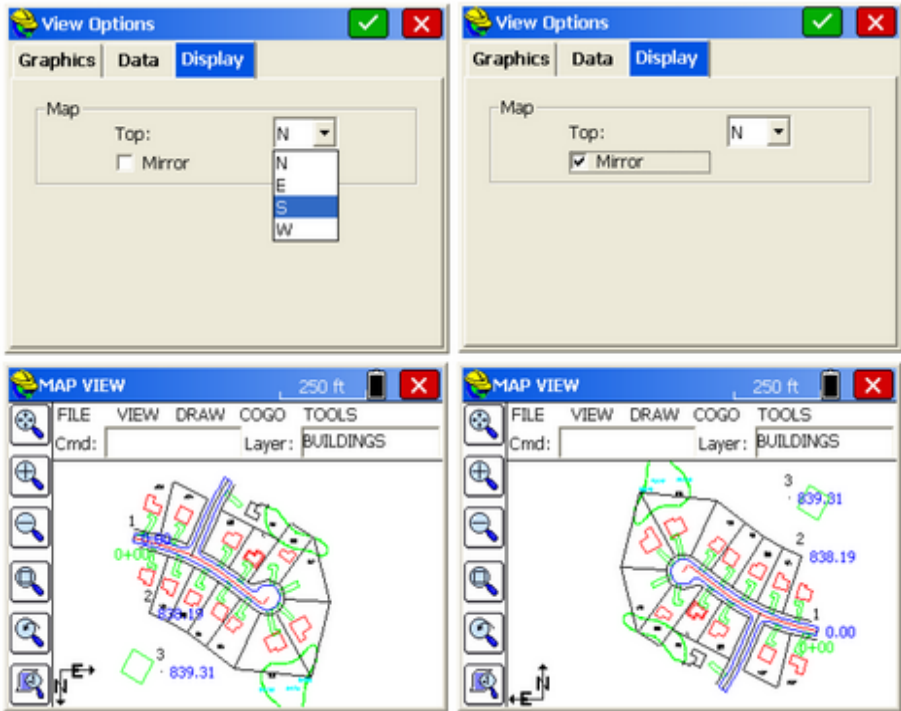 View Options
Graphics Data Display
Map
Top: N
Mirror
N
E
S
W
View Options
Graphics Data Display
Map
Top: N
Mirror
MAP VIEW 250 ft
FILE VIEW DRAW COGO TOOLS
Cmd: Layer: BUILDINGS
1
0.00
0+00
2
838.19
3
839.31
E
N
MAP VIEW 250 ft
FILE VIEW DRAW COGO TOOLS
Cmd: Layer: BUILDINGS
3
839.31
2
838.19
1
0.00
0+00
N
E